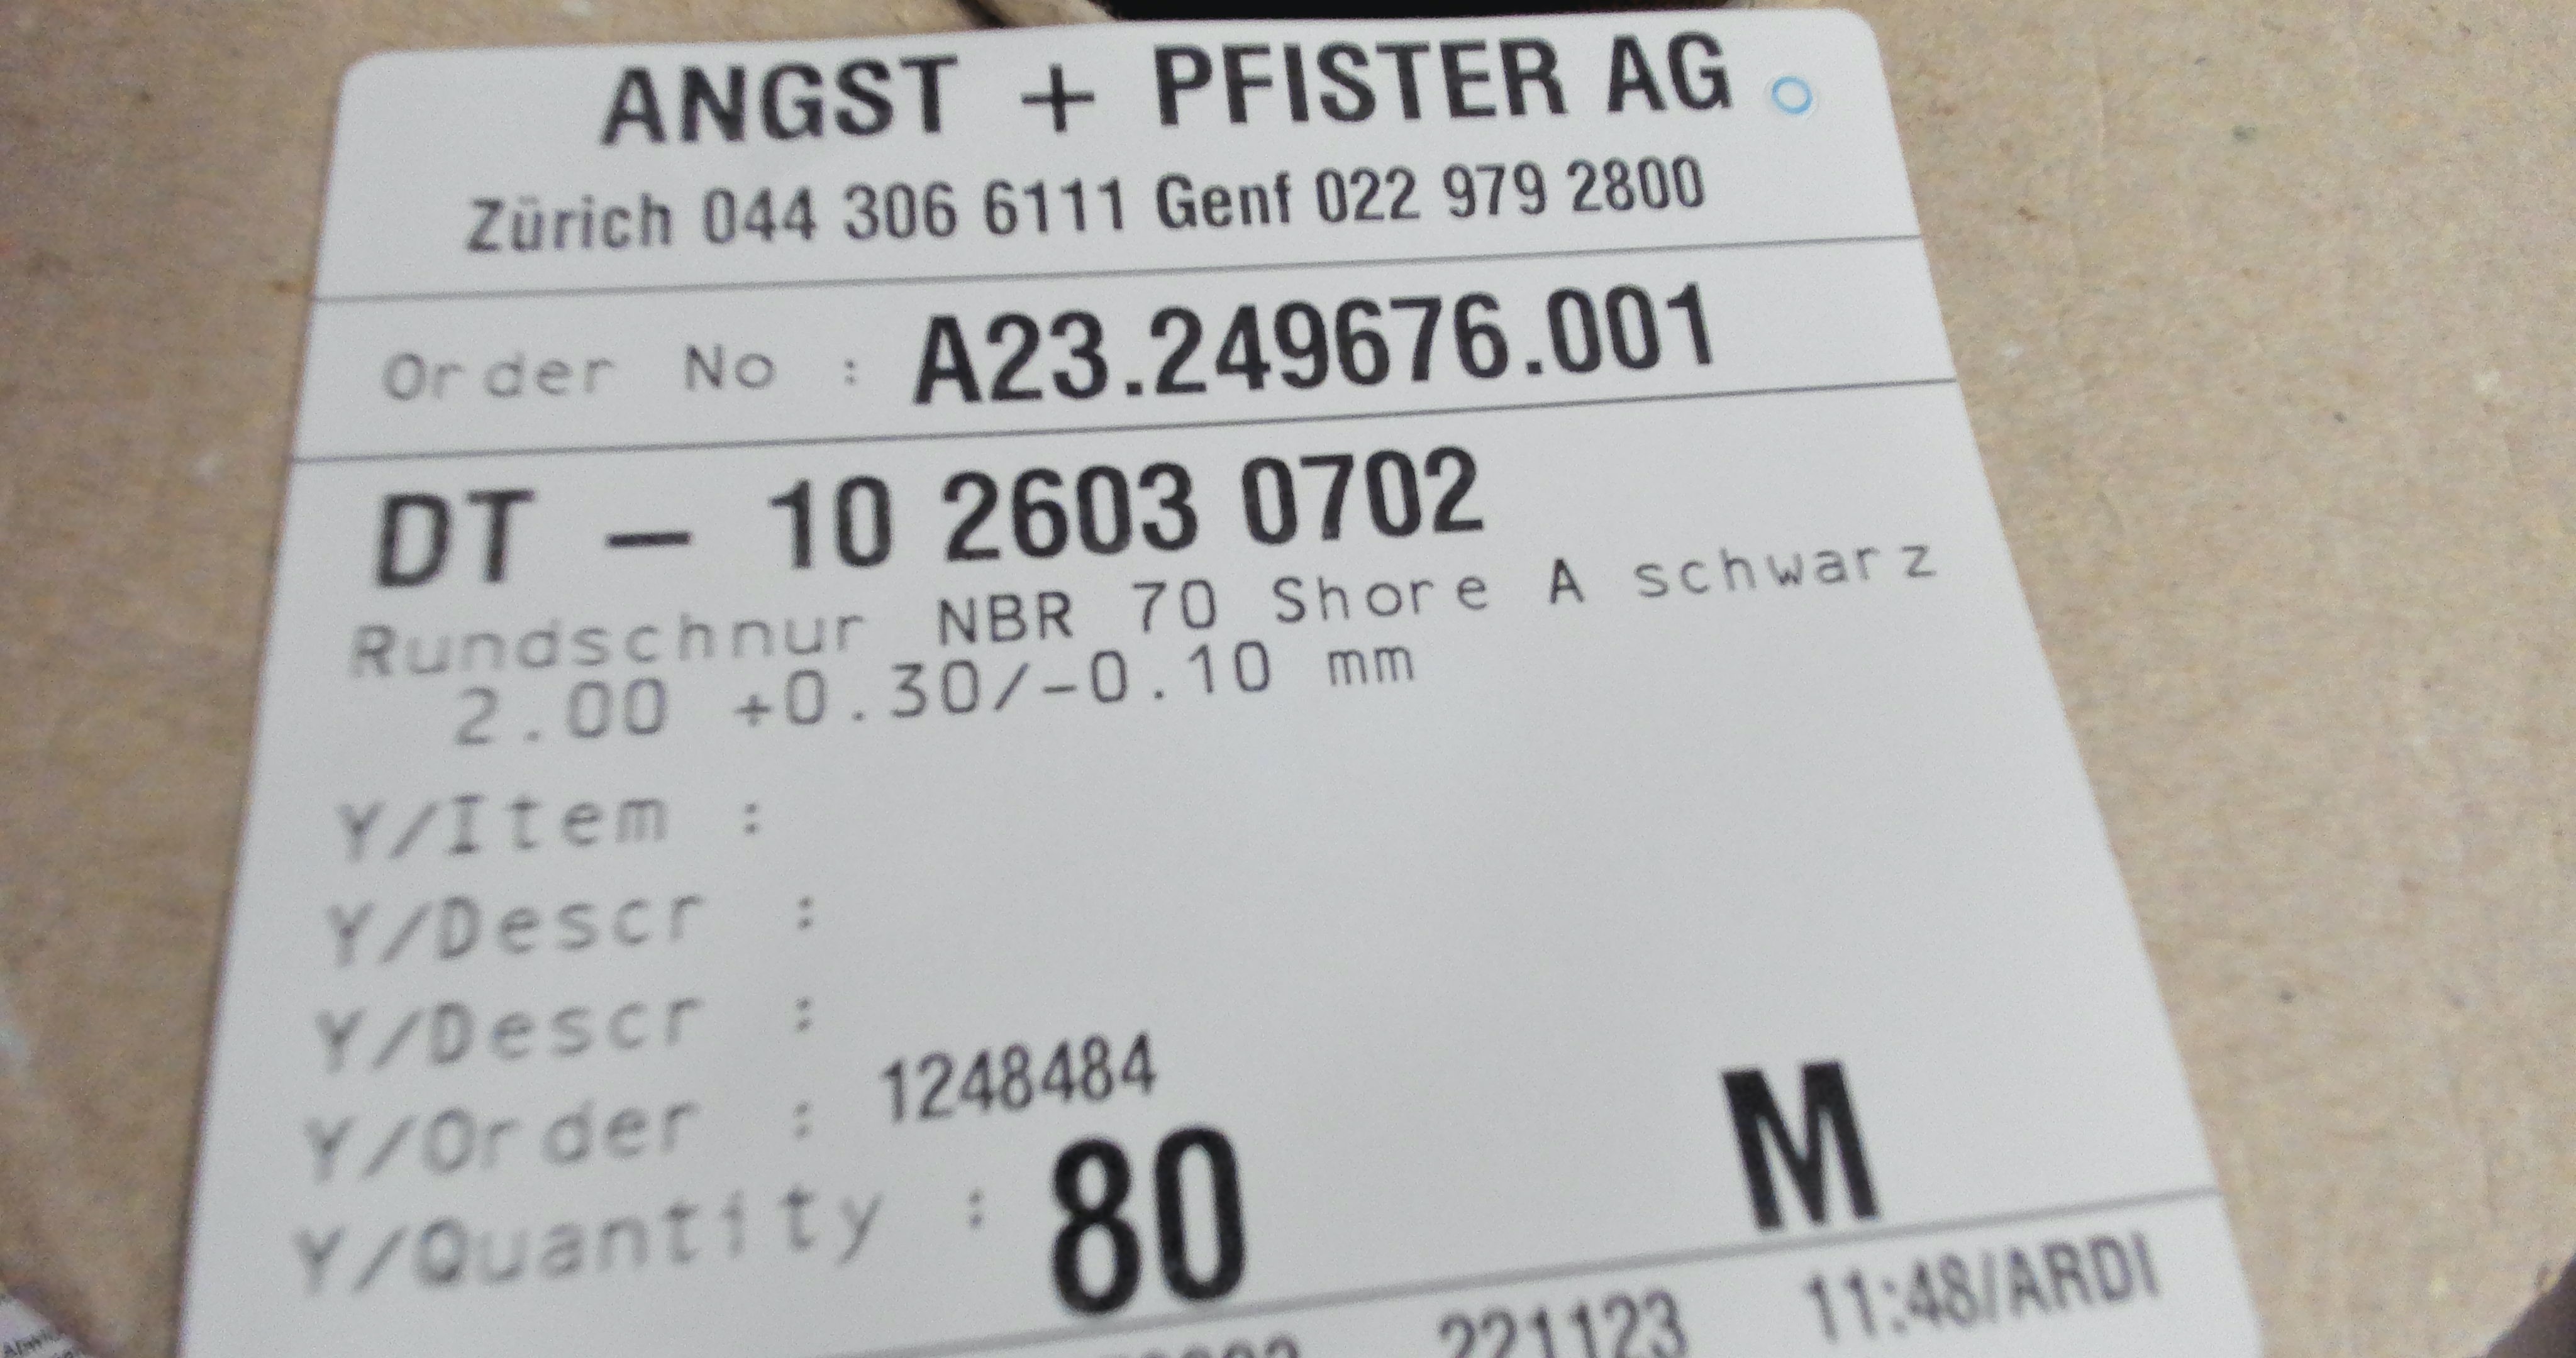 ANGST + PFISTER AG
Zürich 044 306 6111 Genf 022 979 2800
Order No : A23.249676.001
DT – 10 2603 0702
Rundschnur NBR 70 Shore A schwarz
2.00 +0.30/-0.10 mm
Y/Item :
Y/Descr :
Y/Descr :
Y/Order : 1248484
Y/Quantity : 80 M
221123 11:48/ARDI